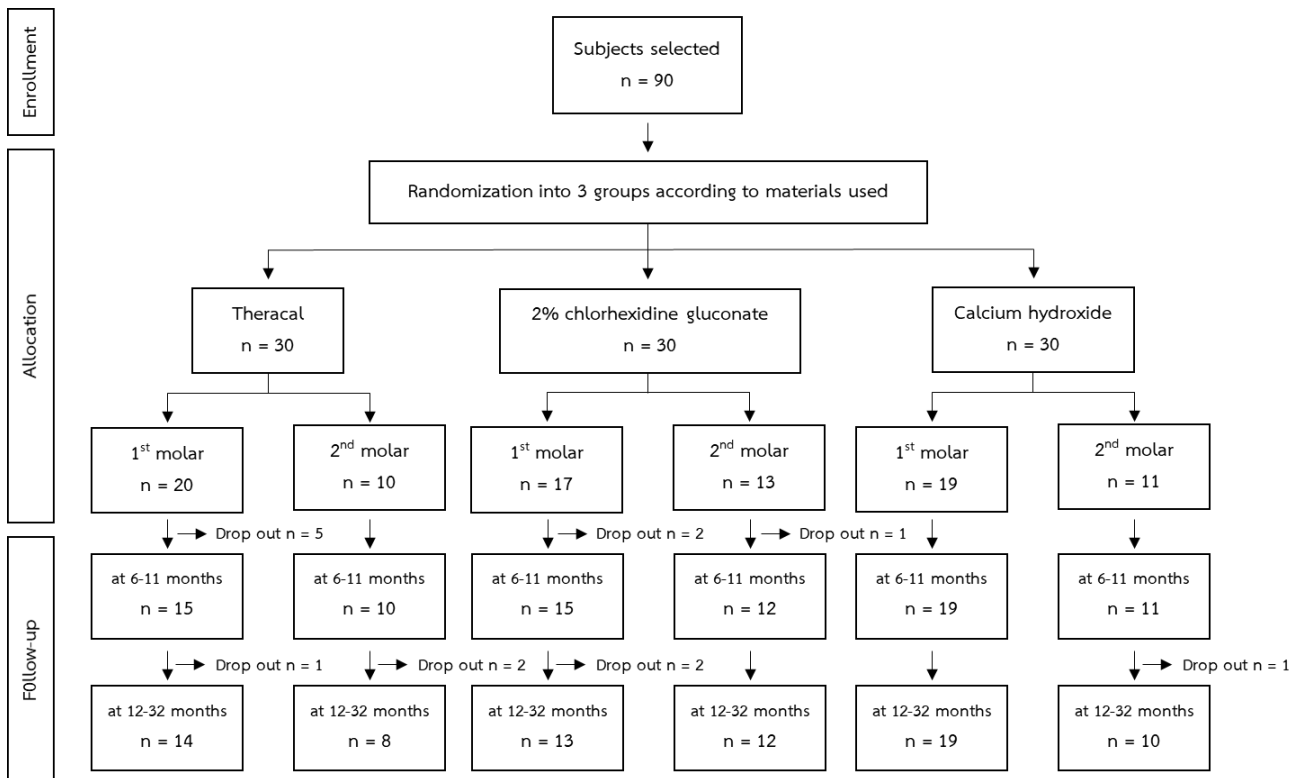 Enrollment
Subjects selected
n = 90
Allocation
Randomization into 3 groups according to materials used
Theracal
n = 30
2% chlorhexidine gluconate
n = 30
Calcium hydroxide
n = 30
1st molar
n = 20
2nd molar
n = 10
1st molar
n = 17
2nd molar
n = 13
1st molar
n = 19
2nd molar
n = 11
Drop out n = 5
Drop out n = 2
Drop out n = 1
F0llow-up
at 6-11 months
n = 15
at 6-11 months
n = 10
at 6-11 months
n = 15
at 6-11 months
n = 12
at 6-11 months
n = 19
at 6-11 months
n = 11
Drop out n = 1
Drop out n = 2
Drop out n = 2
Drop out n = 1
at 12-32 months
n = 14
at 12-32 months
n = 8
at 12-32 months
n = 13
at 12-32 months
n = 12
at 12-32 months
n = 19
at 12-32 months
n = 10